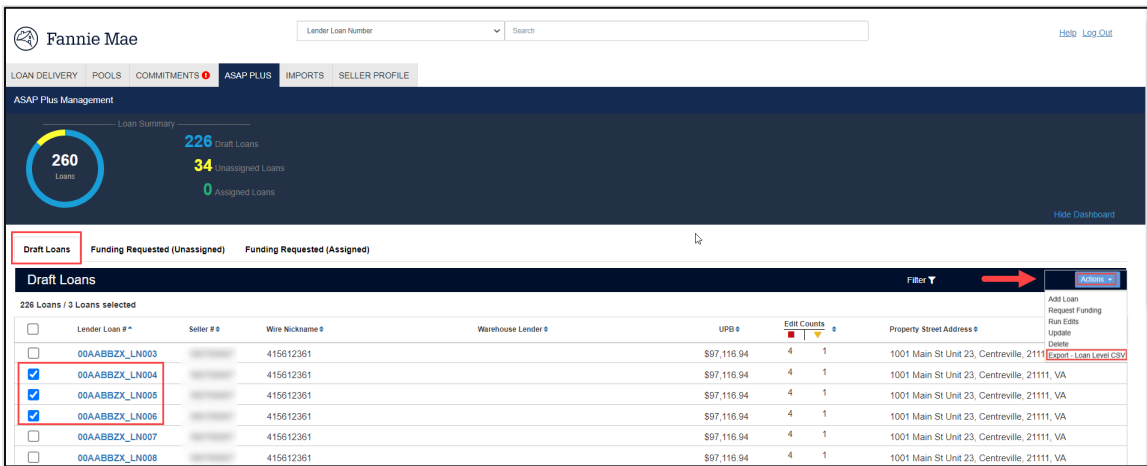 Fannie Mae
Lender Loan Number
Search
Help Log Out
LOAN DELIVERY POOLS COMMITMENTS ASAP PLUS IMPORTS SELLER PROFILE
ASAP Plus Management
Loan Summary
260
Loans
226 Draft Loans
34 Unassigned Loans
0 Assigned Loans
Hide Dashboard
Draft Loans Funding Requested (Unassigned) Funding Requested (Assigned)
Draft Loans Filter Actions
226 Loans / 3 Loans selected
Add Loan
Request Funding
Run Edits
Update
Delete
Export - Loan Level CSV
Lender Loan # Seller # Wire Nickname Warehouse Lender UPB Edit Counts Property Street Address
00AABBZX_LN003 415612361 $97,116.94 4 1 1001 Main St Unit 23, Centreville, 2111
00AABBZX_LN004 415612361 $97,116.94 4 1 1001 Main St Unit 23, Centreville, 21111, VA
00AABBZX_LN005 415612361 $97,116.94 4 1 1001 Main St Unit 23, Centreville, 21111, VA
00AABBZX_LN006 415612361 $97,116.94 4 1 1001 Main St Unit 23, Centreville, 21111, VA
00AABBZX_LN007 415612361 $97,116.94 4 1 1001 Main St Unit 23, Centreville, 21111, VA
00AABBZX_LN008 415612361 $97,116.94 4 1 1001 Main St Unit 23, Centreville, 21111, VA